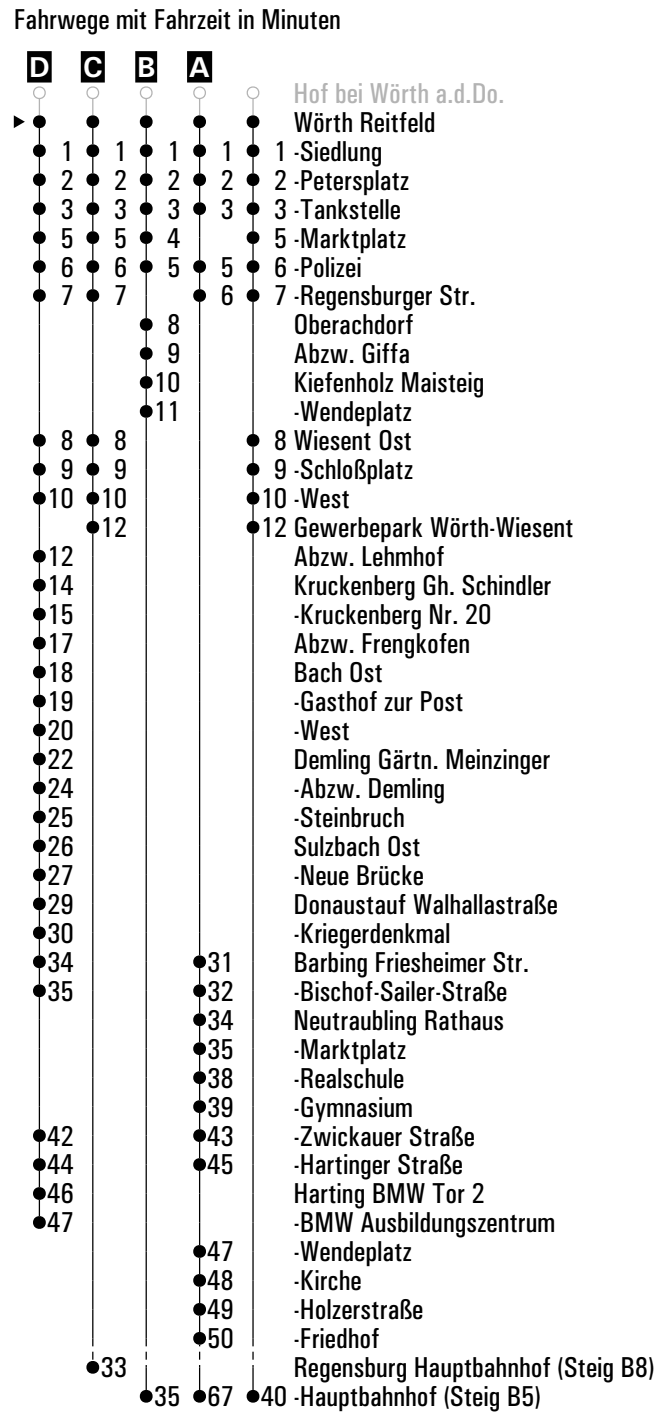 Fahrwege mit Fahrzeit in Minuten
D C B A
Hof bei Wörth a.d.Do.
Wörth Reitfeld
1 1 1 1 1 -Siedlung
2 2 2 2 2 -Petersplatz
3 3 3 3 3 -Tankstelle
5 5 4 5 -Marktplatz
6 6 5 5 6 -Polizei
7 7 6 7 -Regensburger Str.
8 Oberachdorf
9 Abzw. Giffa
10 Kiefenholz Maisteig
11 -Wendeplatz
8 8 8 Wiesent Ost
9 9 9 -Schloßplatz
10 10 10 -West
12 12 Gewerbepark Wörth-Wiesent
12 Abzw. Lehmhof
14 Kruckenberg Gh. Schindler
15 -Kruckenberg Nr. 20
17 Abzw. Frengkofen
18 Bach Ost
19 -Gasthof zur Post
20 -West
22 Demling Gärtn. Meinzinger
24 -Abzw. Demling
25 -Steinbruch
26 Sulzbach Ost
27 -Neue Brücke
29 Donaustauf Walhallastraße
30 -Kriegerdenkmal
34 31 Barbing Friesheimer Str.
35 32 -Bischof-Sailer-Straße
34 Neutraubling Rathaus
35 -Marktplatz
38 -Realschule
39 -Gymnasium
42 43 -Zwickauer Straße
44 45 -Hartinger Straße
46 Harting BMW Tor 2
47 -BMW Ausbildungszentrum
47 -Wendeplatz
48 -Kirche
49 -Holzerstraße
50 -Friedhof
33 Regensburg Hauptbahnhof (Steig B8)
35 67 40 -Hauptbahnhof (Steig B5)